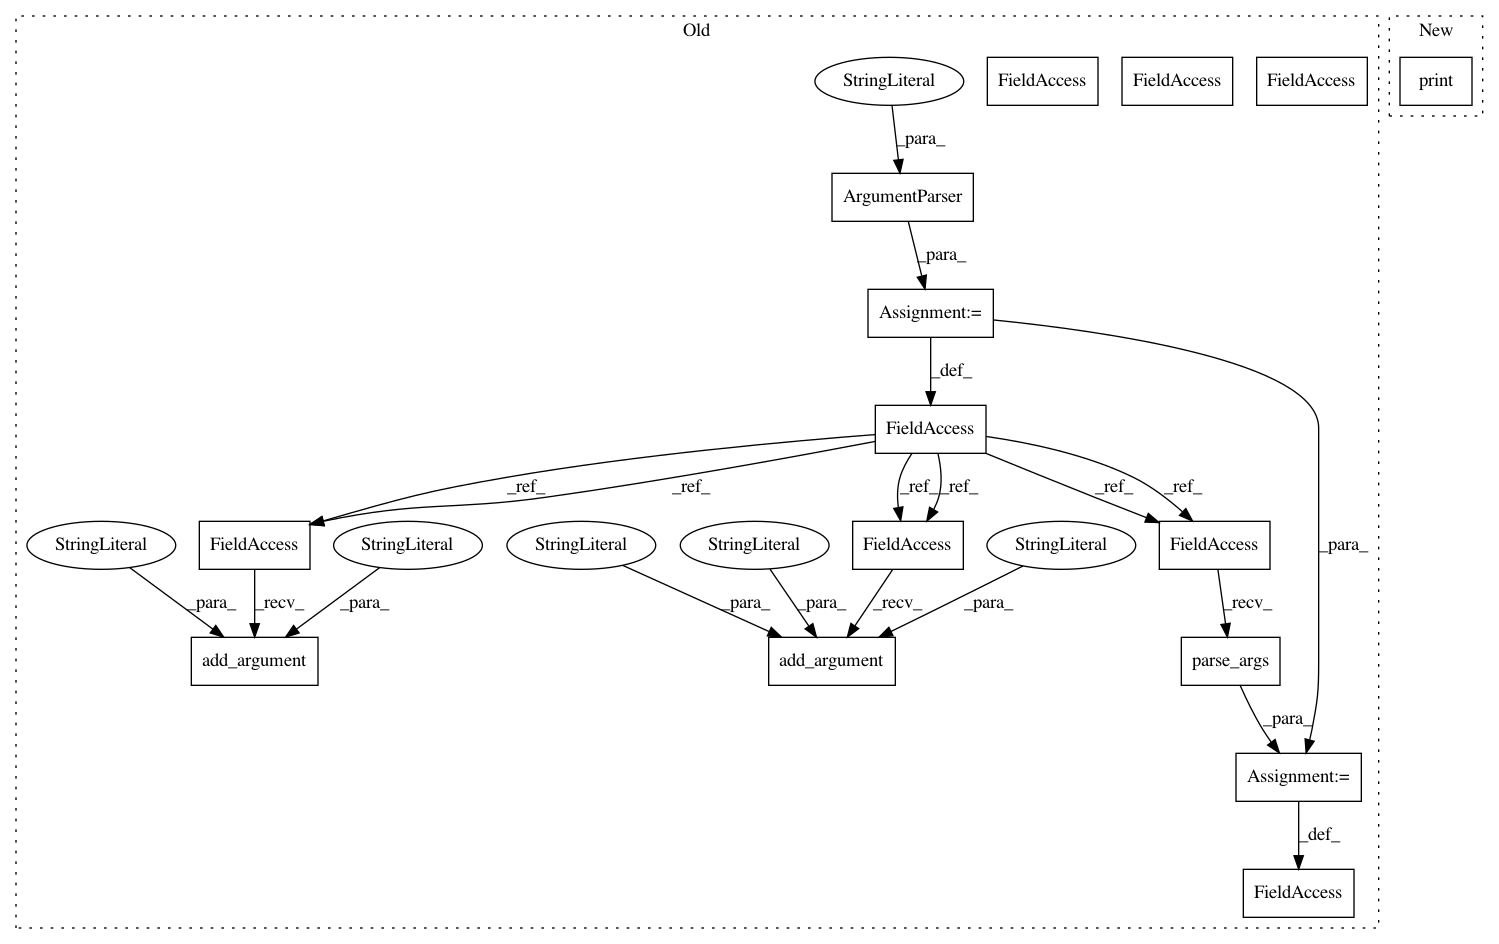 Old
New
StringLiteral
FieldAccess
FieldAccess
FieldAccess
print
_para_
ArgumentParser
_para_
Assignment:=
_def_
FieldAccess
_ref_
_ref_
_ref_
_ref_
_ref_
_ref_
StringLiteral
FieldAccess
StringLiteral
StringLiteral
StringLiteral
FieldAccess
StringLiteral
FieldAccess
_para_
_para_
_recv_
_para_
_para_
_para_
_recv_
_para_
_recv_
add_argument
add_argument
parse_args
_para_
Assignment:=
_def_
FieldAccess